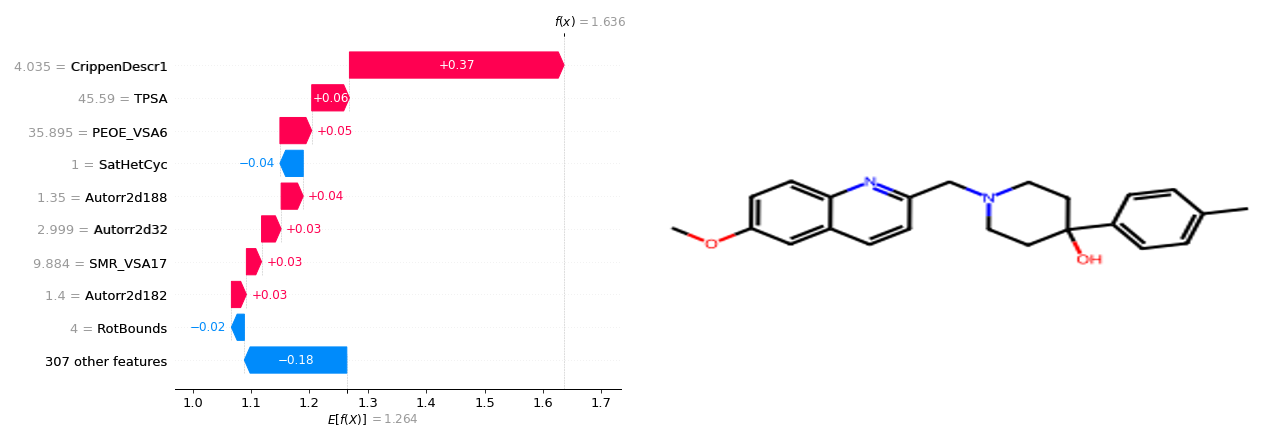 f(x) = 1.636
4.035 = CrippenDescr1
+0.37
45.59 = TPSA
+0.06
35.895 = PEOE_VSA6
+0.05
1 = SatHetCyc
−0.04
1.35 = Autorr2d188
+0.04
2.999 = Autorr2d32
+0.03
9.884 = SMR_VSA17
+0.03
1.4 = Autorr2d182
+0.03
4 = RotBounds
−0.02
307 other features
−0.18
1.0 1.1 1.2 1.3 1.4 1.5 1.6 1.7
E[f(X)] = 1.264
N
N
O
OH